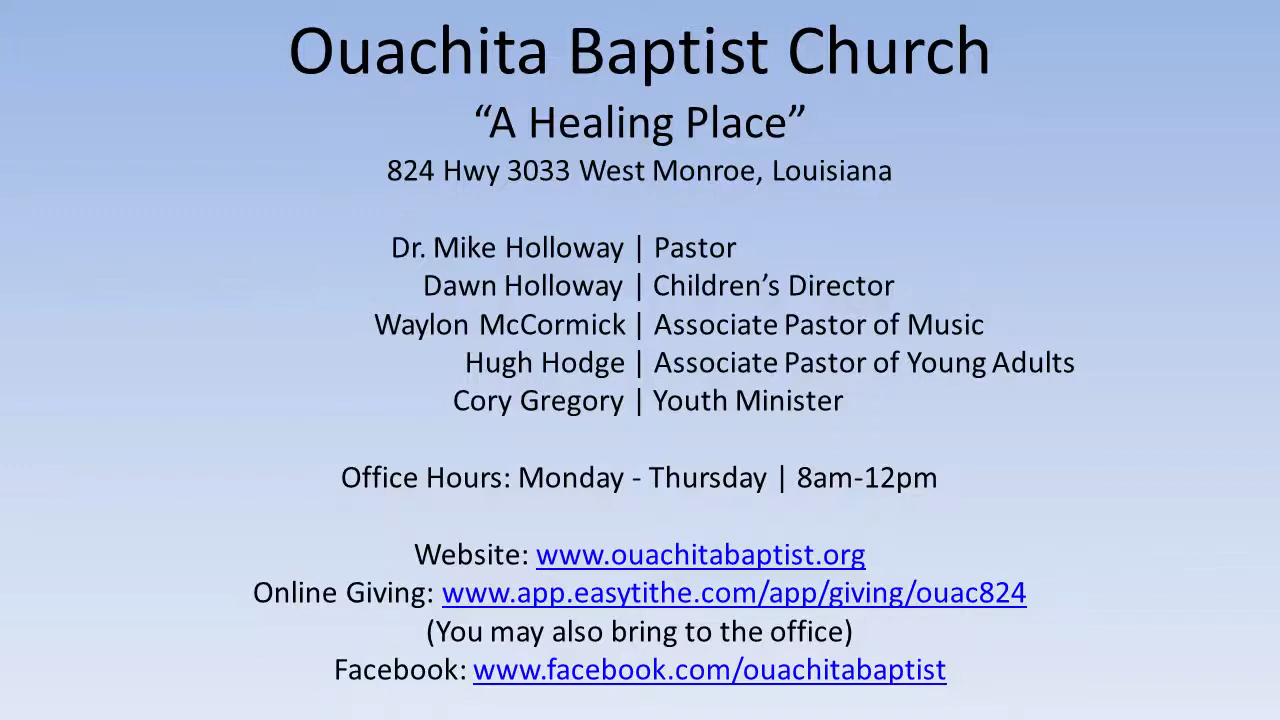 Ouachita Baptist Church
“A Healing Place”
824 Hwy 3033 West Monroe, Louisiana
Dr. Mike Holloway | Pastor
Dawn Holloway | Children’s Director
Waylon McCormick | Associate Pastor of Music
Hugh Hodge | Associate Pastor of Young Adults
Cory Gregory | Youth Minister
Office Hours: Monday - Thursday | 8am-12pm
Website: www.ouachitabaptist.org
Online Giving: www.app.easytithe.com/app/giving/ouac824
(You may also bring to the office)
Facebook: www.facebook.com/ouachitabaptist